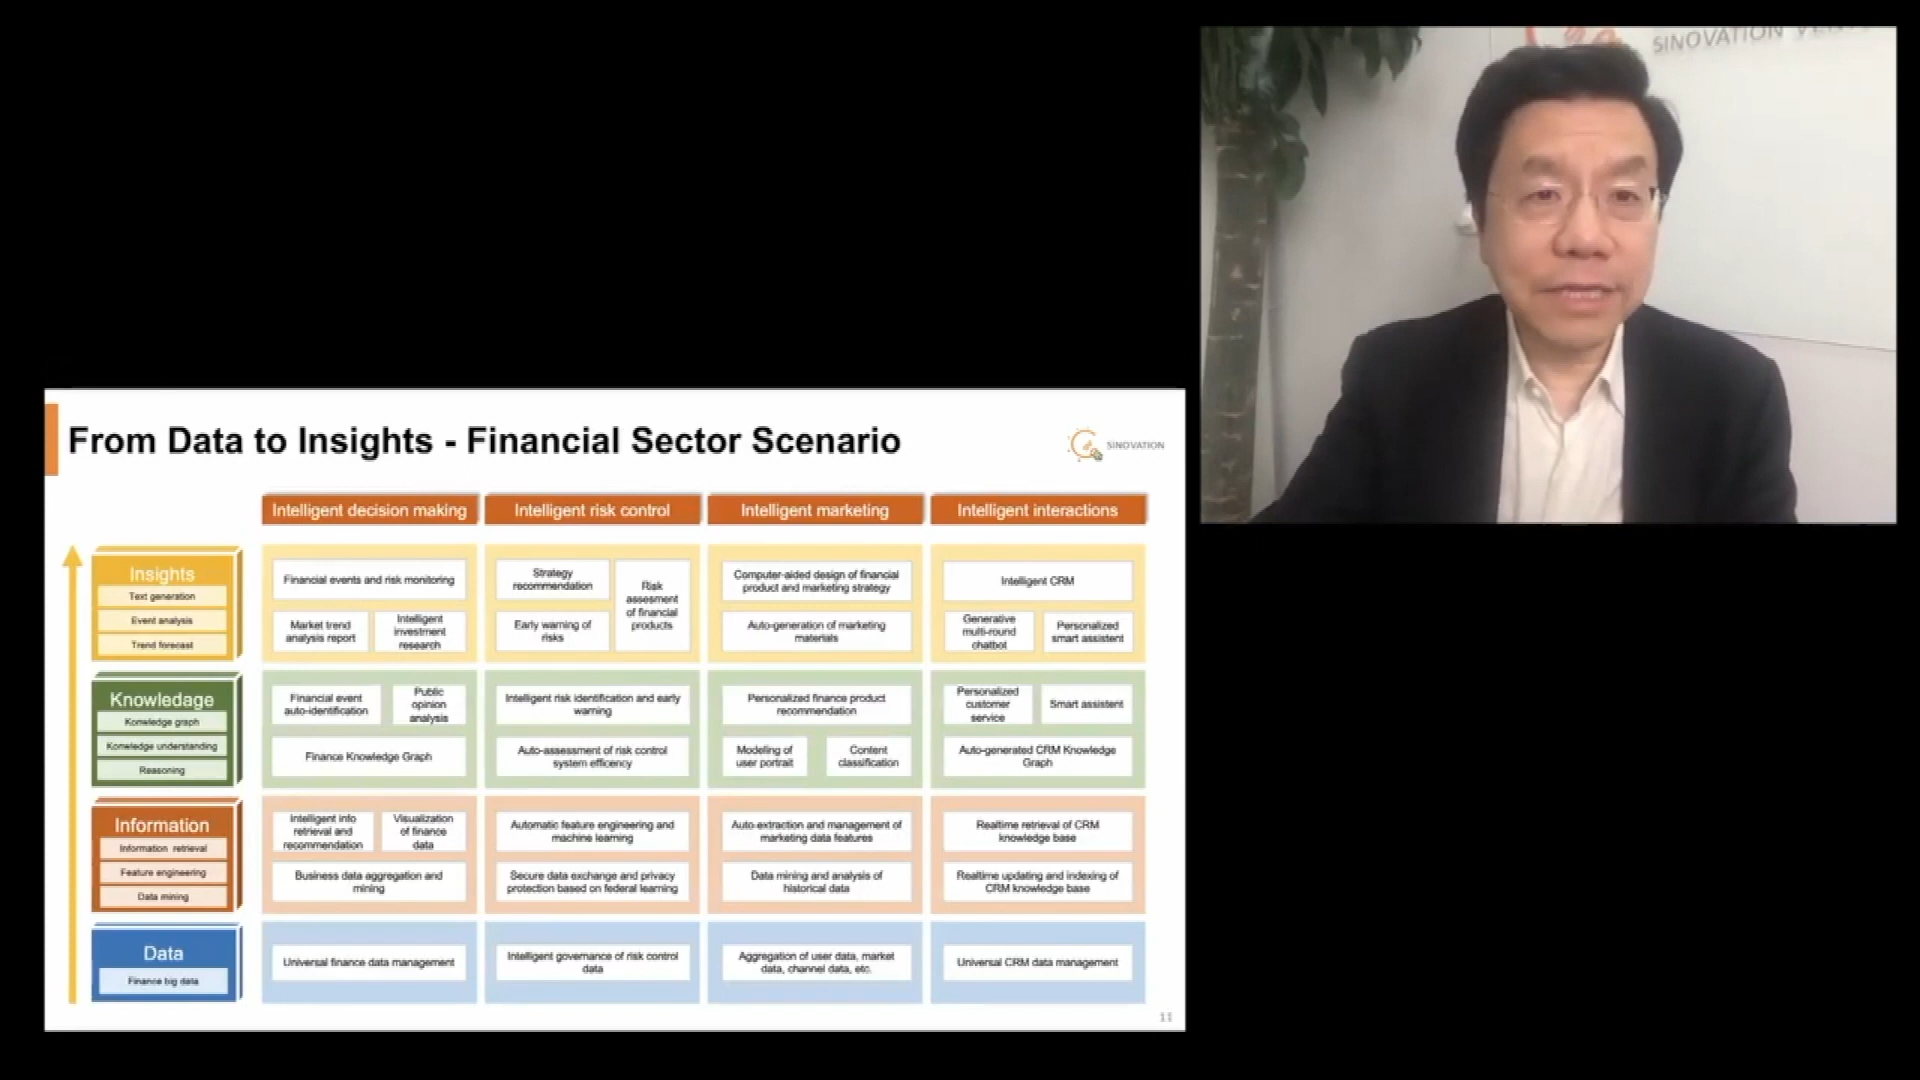 SINOVATION
From Data to Insights - Financial Sector Scenario
SINOVATION
Intelligent decision making
Intelligent risk control
Intelligent marketing
Intelligent interactions
Insights
Text generation
Event analysis
Trend forecast
Financial events and risk monitoring
Market trend
analysis report
Intelligent
investment
research
Strategy
recommendation
Early warning of
risks
Risk
assesment
of financial
products
Computer-aided design of financial
product and marketing strategy
Auto-generation of marketing
materials
Intelligent CRM
Generative
multi-round
chatbot
Personalized
smart assistent
Knowledage
Konwledge graph
Konwledge understanding
Reasoning
Financial event
auto-identification
Public
opinion
analysis
Finance Knowledge Graph
Intelligent risk identification and early
warning
Auto-assessment of risk control
system efficency
Personalized finance product
recommendation
Modeling of
user portrait
Content
classification
Personalized
customer
service
Smart assistent
Auto-generated CRM Knowledge
Graph
Information
Information retrieval
Feature engineering
Data mining
Intelligent info
retrieval and
recommendation
Visualization
of finance
data
Business data aggregation and
mining
Automatic feature engineering and
machine learning
Secure data exchange and privacy
protection based on federal learning
Auto-extraction and management of
marketing data features
Data mining and analysis of
historical data
Realtime retrieval of CRM
knowledge base
Realtime updating and indexing of
CRM knowledge base
Data
Finance big data
Universal finance data management
Intelligent governance of risk control
data
Aggregation of user data, market
data, channel data, etc.
Universal CRM data management
11